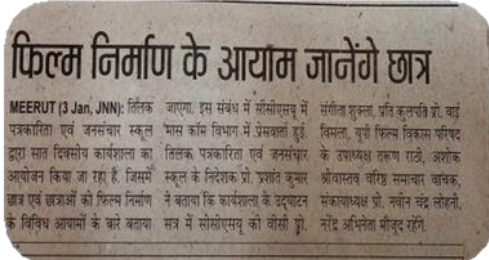 फिल्म निर्माण के आयाम जानेंगे छात्र
MEERUT (3 Jan, JNN): तिलक
पत्रकारिता एवं जनसंचार स्कूल
द्वारा सात दिवसीय कार्यशाला का
आयोजन किया जा रहा है. जिसमें
छात्र एवं छात्राओं को फिल्म निर्माण
के विविध आयामों के बारे बताया
जाएगा. इस संबंध में सीसीएसयू में
मास कॉम विभाग में प्रेसवार्ता हुई.
तिलक पत्रकारिता एवं जनसंचार
स्कूल के निदेशक प्रो. प्रशांत कुमार
ने बताया कि कार्यशाला के उद्घाटन
सत्र में सीसीएसयू की वीसी प्रो.
संगीता शुक्ला, प्रति कुलपति प्रो. वाई
विमला, यूपी फिल्म विकास परिषद
के उपाध्यक्ष तरूण राठी, अशोक
श्रीवास्तव वरिष्ठ समाचार वाचक,
संकायाध्यक्ष प्रो. नवीन चंद्र लोहनी,
नरेंद्र अभिनेता मौजूद रहेंगे.